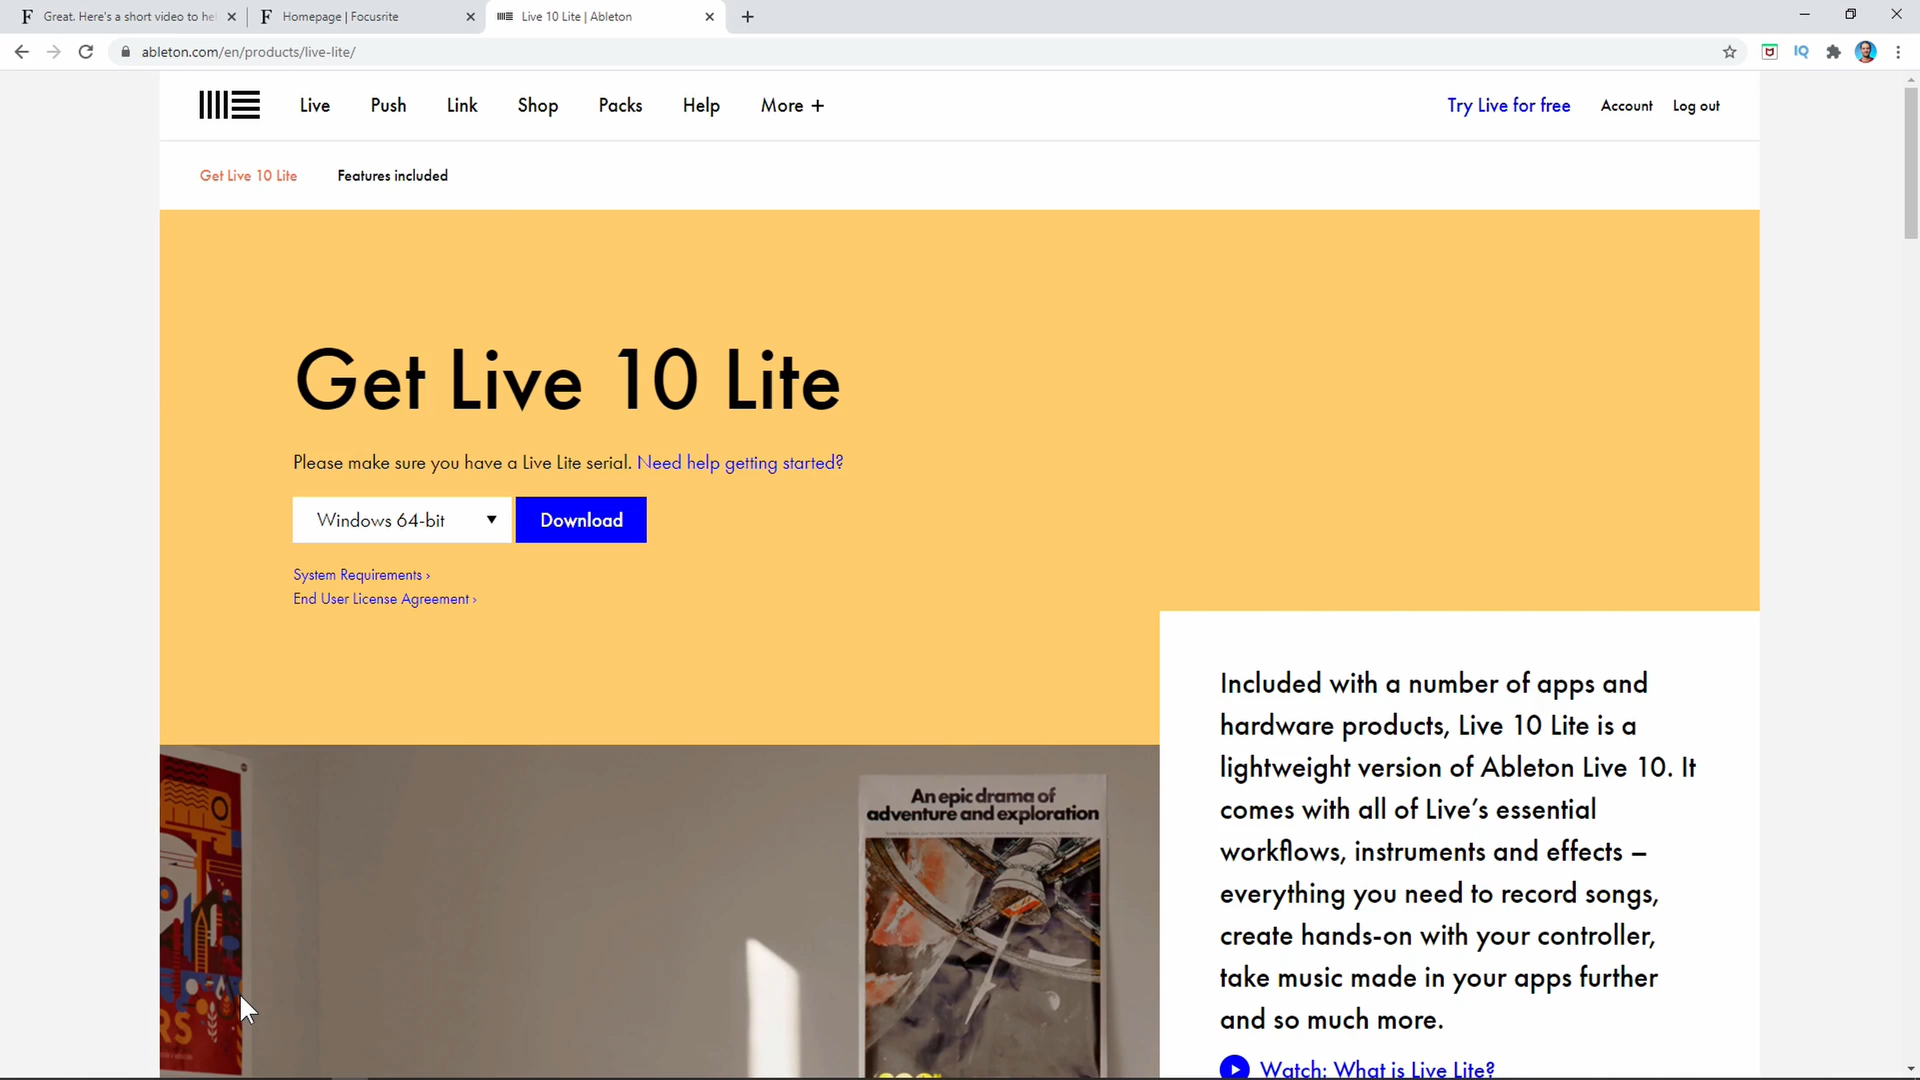 Great. Here's a short video to hel
Homepage | Focusrite
Live 10 Lite | Ableton
ableton.com/en/products/live-lite/
Live
Push
Link
Shop
Packs
Help
More +
Try Live for free
Account
Log out
Get Live 10 Lite
Features included
Get Live 10 Lite
Please make sure you have a Live Lite serial. Need help getting started?
Windows 64-bit
Download
System Requirements ›
End User License Agreement ›
Included with a number of apps and
hardware products, Live 10 Lite is a
lightweight version of Ableton Live 10. It
comes with all of Live’s essential
workflows, instruments and effects –
everything you need to record songs,
create hands-on with your controller,
take music made in your apps further
and so much more.
Watch: What is Live Lite?
An epic drama of
adventure and exploration
RS